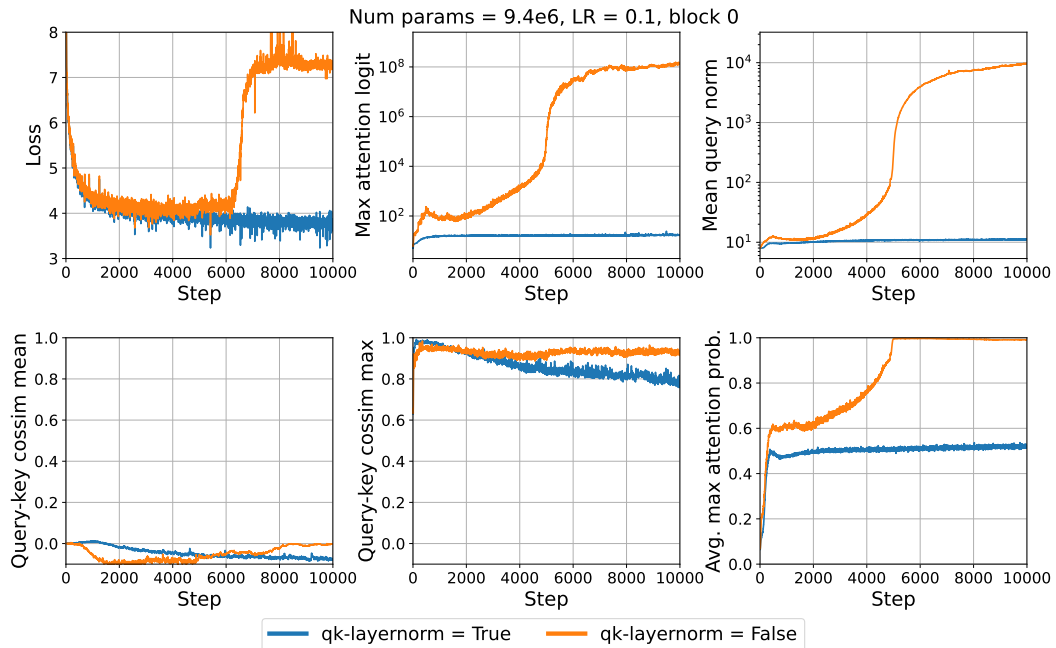 Num params = 9.4e6, LR = 0.1, block 0
8
7
6
5
4
3
Loss
0 2000 4000 6000 8000 10000
Step
10^8
10^6
10^4
10^2
Max attention logit
0 2000 4000 6000 8000 10000
Step
10^4
10^3
10^2
10^1
Mean query norm
0 2000 4000 6000 8000 10000
Step
1.0
0.8
0.6
0.4
0.2
0.0
Query-key cossim mean
0 2000 4000 6000 8000 10000
Step
1.0
0.8
0.6
0.4
0.2
0.0
Query-key cossim max
0 2000 4000 6000 8000 10000
Step
1.0
0.8
0.6
0.4
0.2
0.0
Avg. max attention prob.
0 2000 4000 6000 8000 10000
Step
qk-layernorm = True
qk-layernorm = False